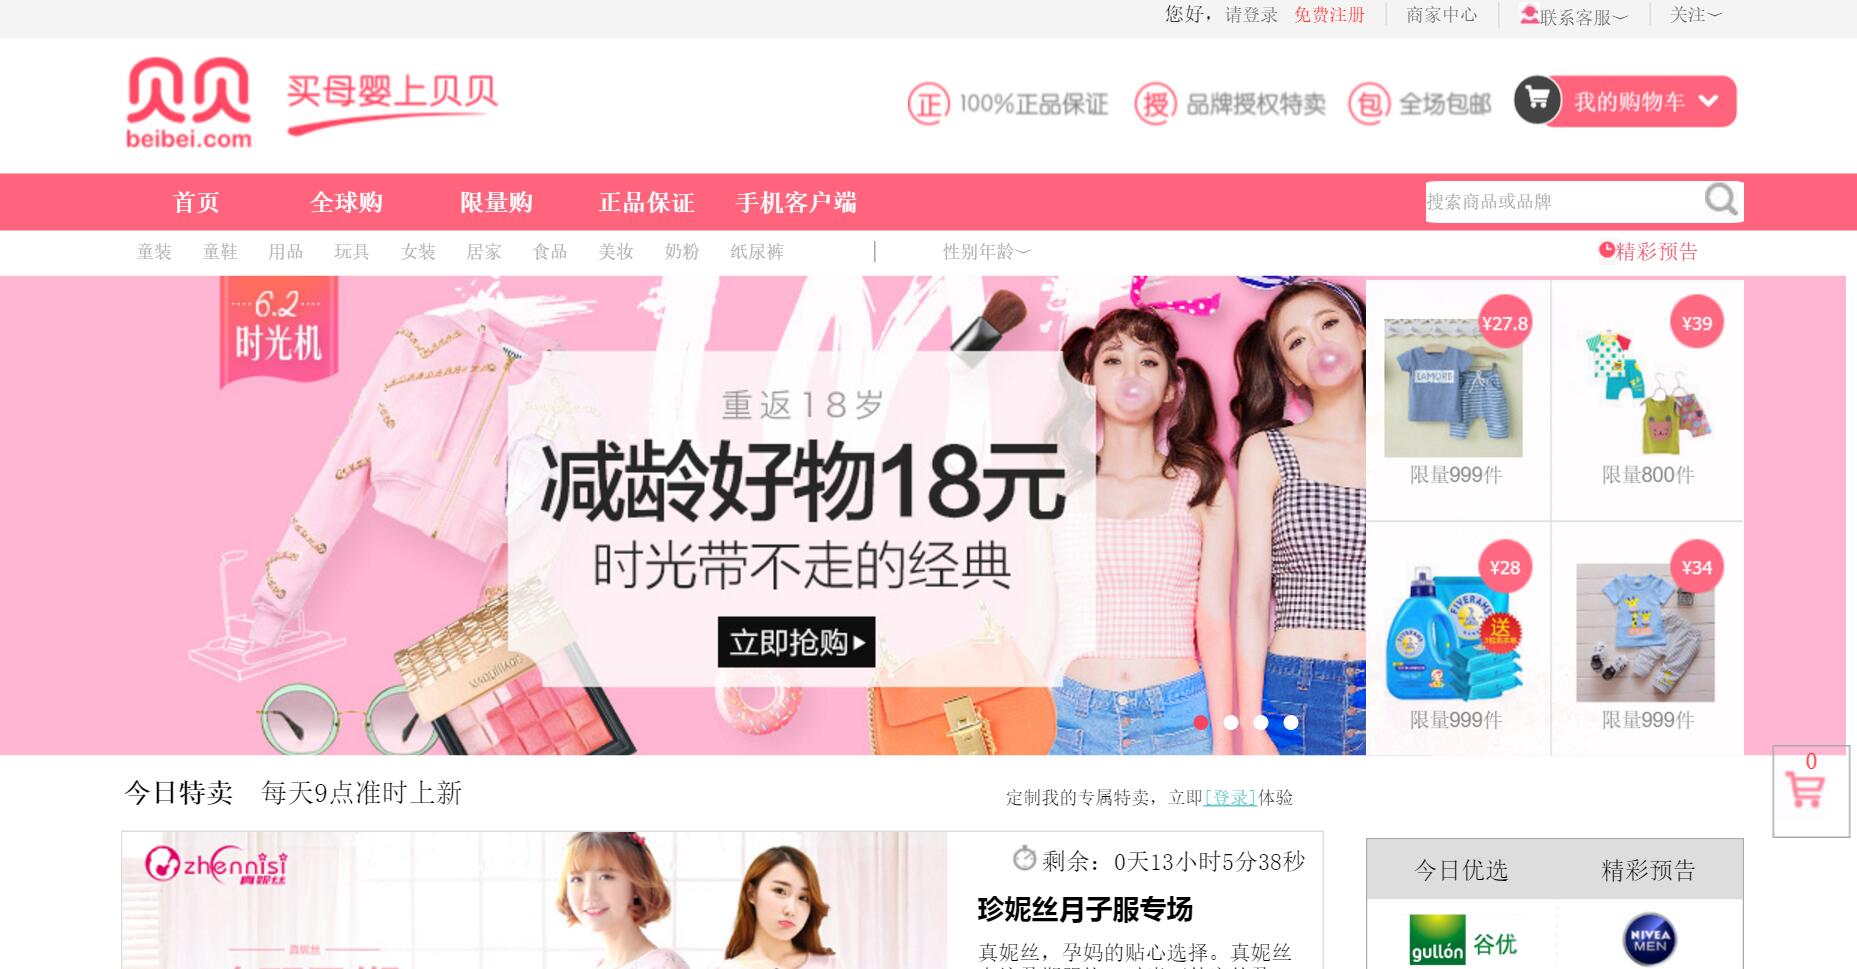 您好，请登录 免费注册 商家中心 联系客服 关注
贝贝
beibei.com
买母婴上贝贝
正 100%正品保证 授 品牌授权特卖 包 全场包邮 我的购物车
首页 全球购 限量购 正品保证 手机客户端 搜索商品或品牌
童装 童鞋 用品 玩具 女装 居家 食品 美妆 奶粉 纸尿裤 性别年龄 精彩预告
6.2
时光机
重返18岁
减龄好物18元
时光带不走的经典
立即抢购
¥27.8
LAMORE
限量999件
¥39
限量800件
¥28
FIVERAMS
送
限量999件
¥34
限量999件
0
今日特卖 每天9点准时上新 定制我的专属特卖，立即[登录]体验
zhennisi
真妮丝
真妮丝
剩余：0天13小时5分38秒
珍妮丝月子服专场
真妮丝，孕妈的贴心选择。真妮丝
今日优选 精彩预告
gullón 谷优
NIVEA
MEN